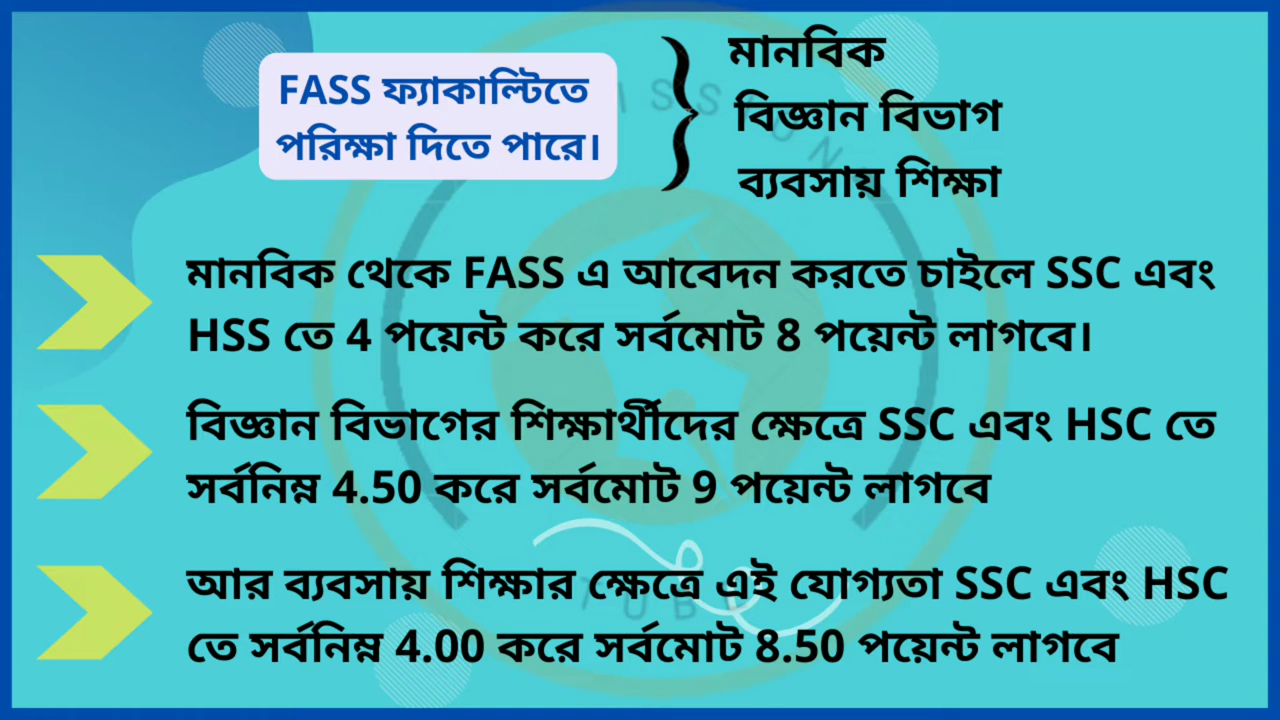 FASS ফ্যাকাল্টিতে
পরিক্ষা দিতে পারে।
মানবিক
বিজ্ঞান বিভাগ
ব্যবসায় শিক্ষা
মানবিক থেকে FASS এ আবেদন করতে চাইলে SSC এবং
HSS তে 4 পয়েন্ট করে সর্বমোট 8 পয়েন্ট লাগবে।
বিজ্ঞান বিভাগের শিক্ষার্থীদের ক্ষেত্রে SSC এবং HSC তে
সর্বনিম্ন 4.50 করে সর্বমোট 9 পয়েন্ট লাগবে
আর ব্যবসায় শিক্ষার ক্ষেত্রে এই যোগ্যতা SSC এবং HSC
তে সর্বনিম্ন 4.00 করে সর্বমোট 8.50 পয়েন্ট লাগবে